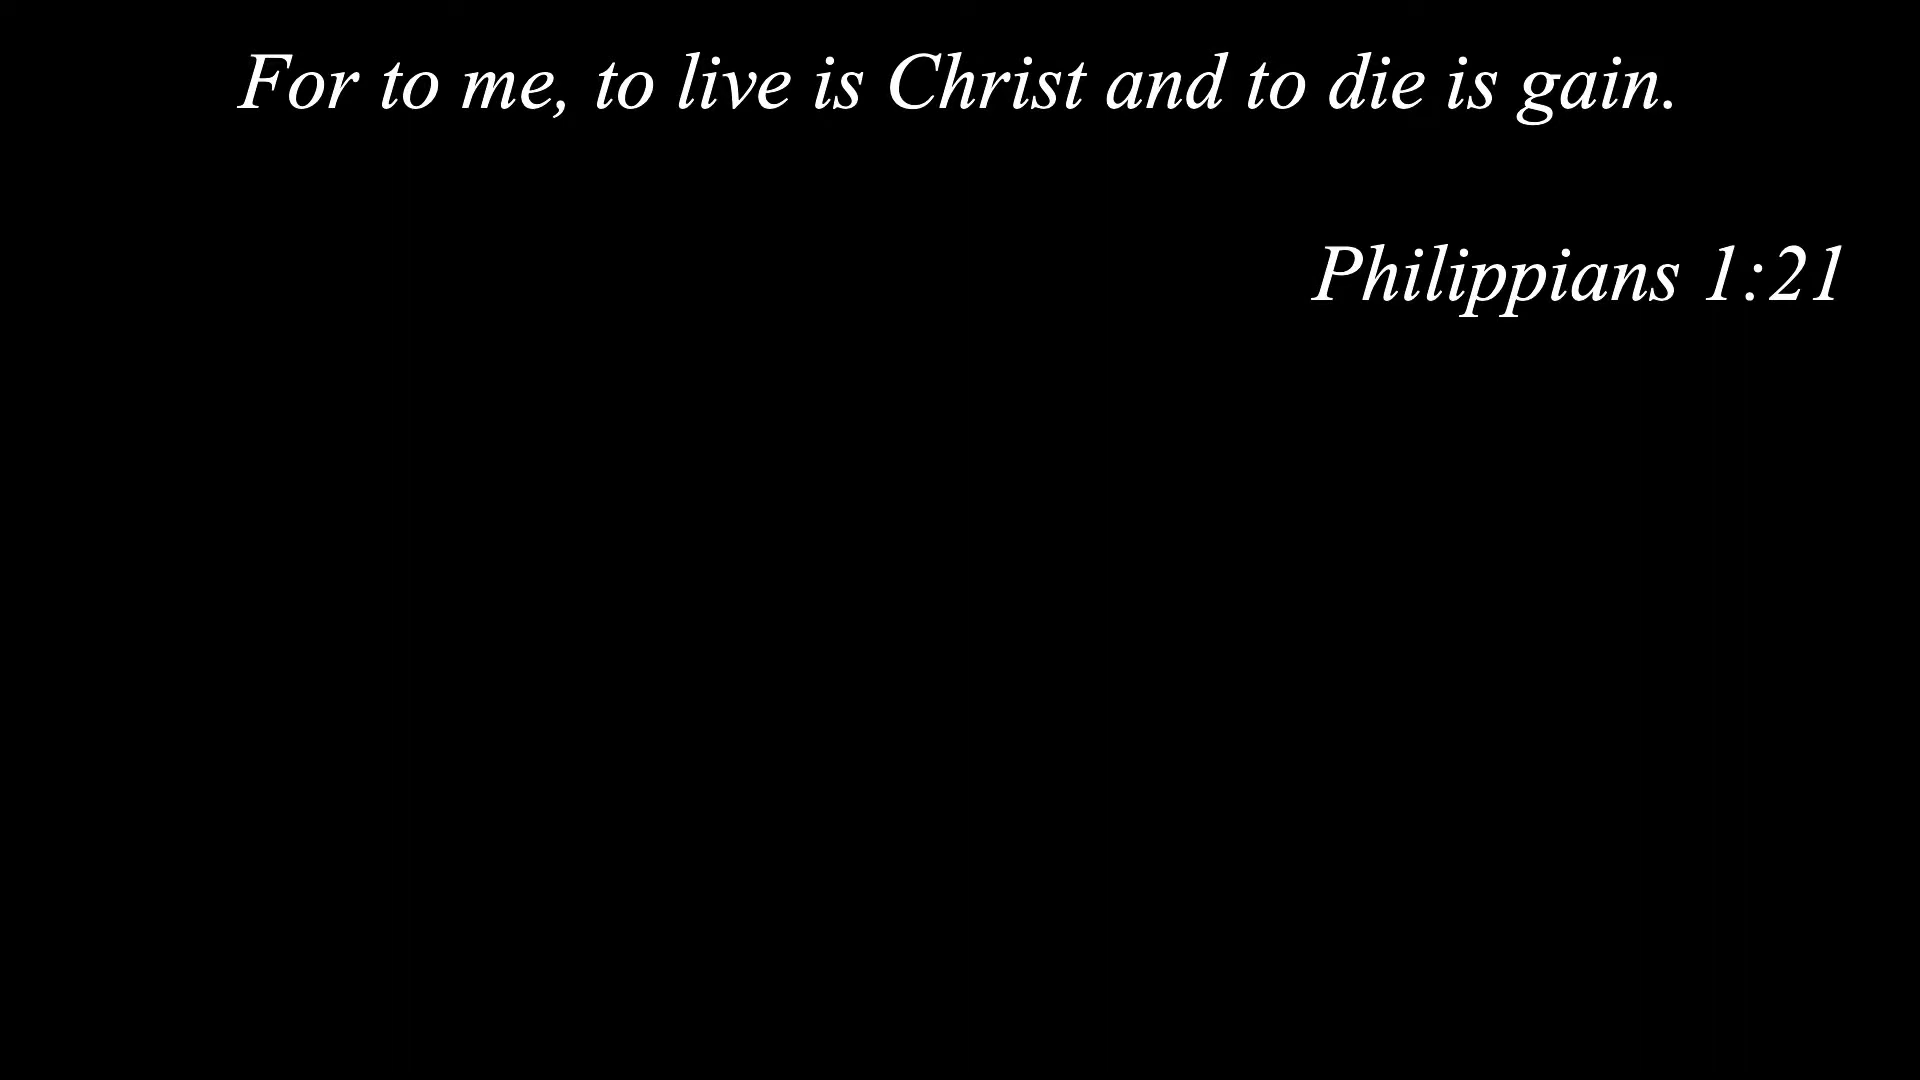 For to me, to live is Christ and to die is gain.
Philippians 1:21